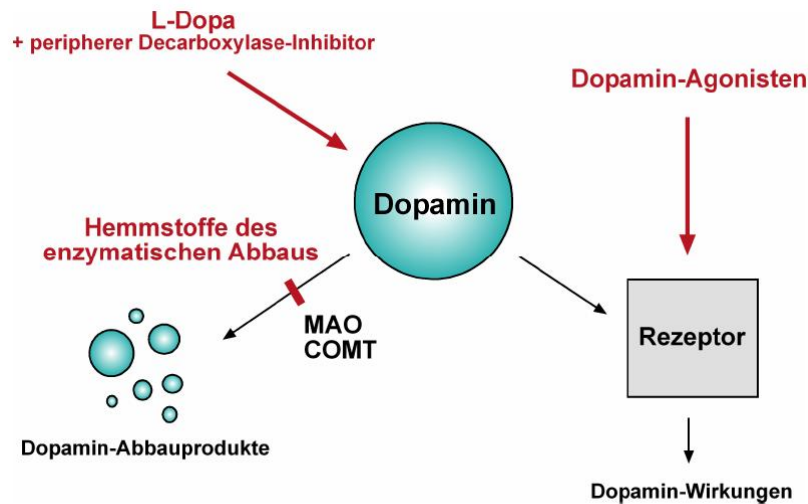 L-Dopa
+ peripherer Decarboxylase-Inhibitor
Dopamin-Agonisten
Dopamin
Hemmstoffe des
enzymatischen Abbaus
MAO
COMT
Rezeptor
Dopamin-Abbauprodukte
Dopamin-Wirkungen